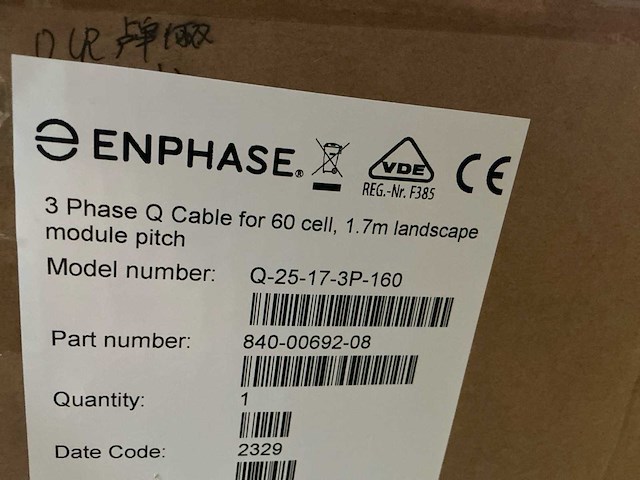 ENPHASE®
VDE
REG.-Nr. F385
CE
3 Phase Q Cable for 60 cell, 1.7m landscape
module pitch
Model number: Q-25-17-3P-160
Part number: 840-00692-08
Quantity: 1
Date Code: 2329